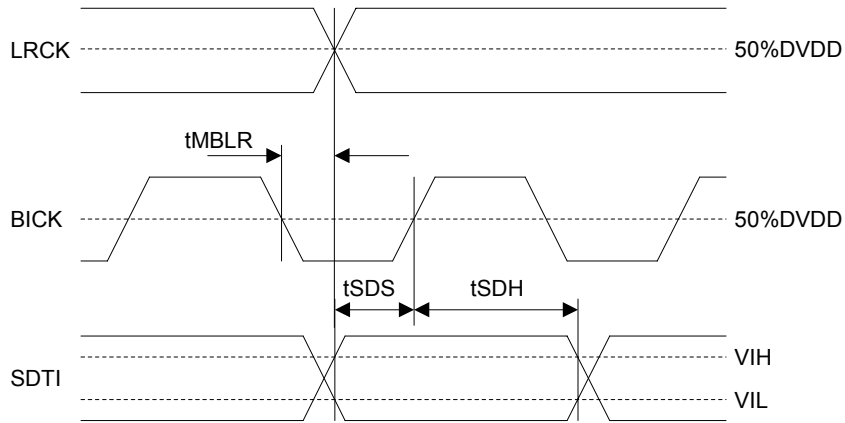 LRCK
50%DVDD
tMBLR
BICK
50%DVDD
tSDS
tSDH
SDTI
VIH
VIL